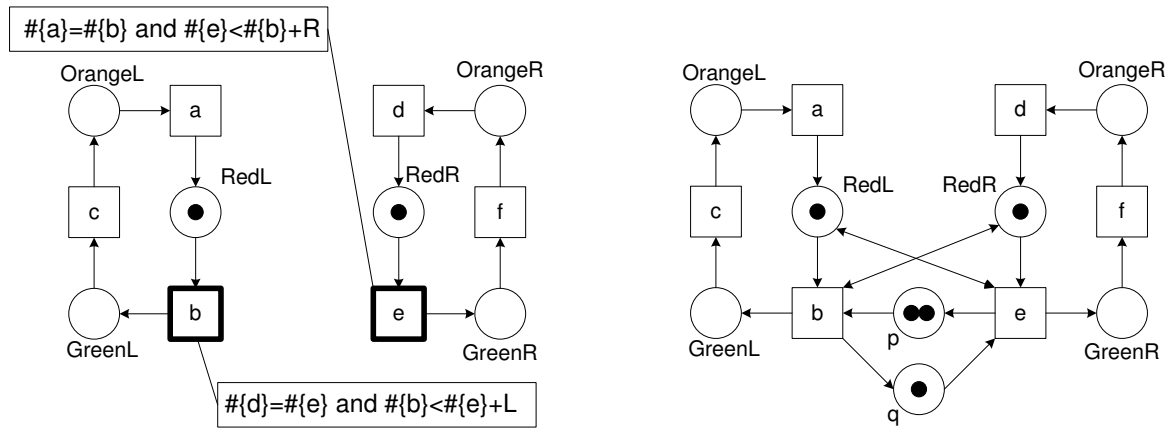 #{a}=#{b} and #{e}<#{b}+R
OrangeL
OrangeR
a
d
RedL
RedR
c
f
b
e
GreenL
GreenR
#{d}=#{e} and #{b}<#{e}+L
OrangeL
OrangeR
a
d
RedL
RedR
c
f
b
p
e
GreenL
GreenR
q